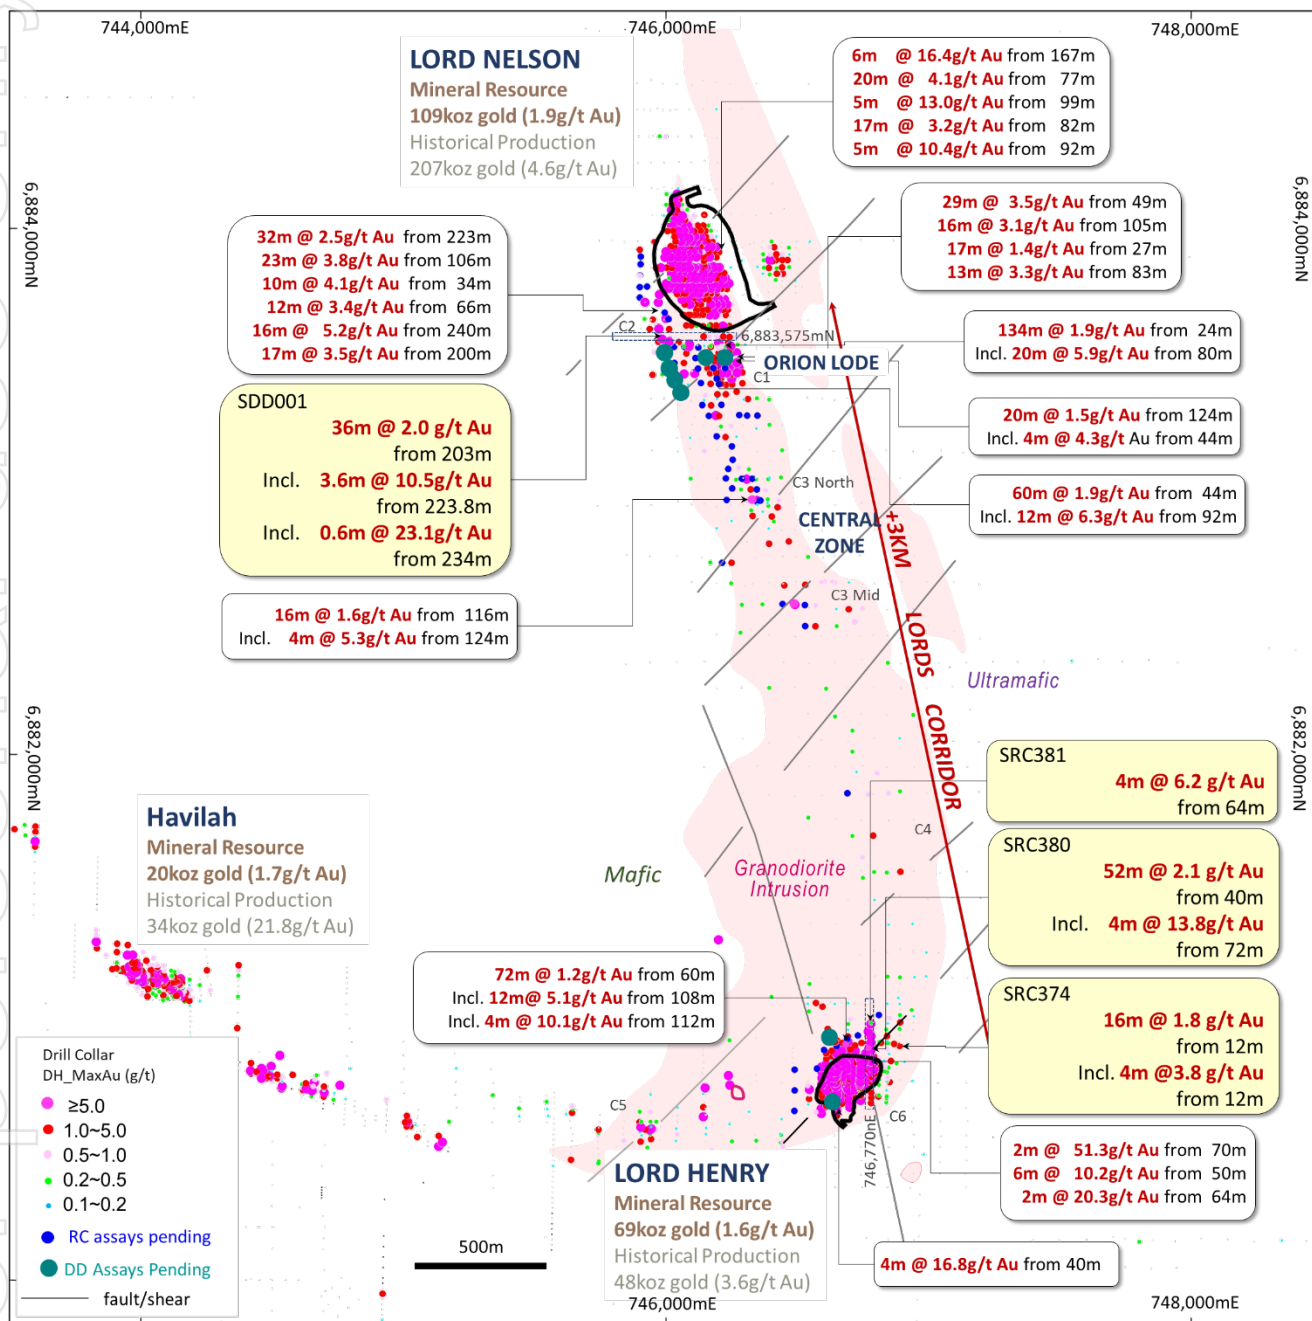 744,000mE
746,000mE
748,000mE
LORD NELSON
Mineral Resource
109koz gold (1.9g/t Au)
Historical Production
207koz gold (4.6g/t Au)
6m @ 16.4g/t Au from 167m
20m @ 4.1g/t Au from 77m
5m @ 13.0g/t Au from 99m
17m @ 3.2g/t Au from 82m
5m @ 10.4g/t Au from 92m
6,884,000mN
6,884,000mN
29m @ 3.5g/t Au from 49m
16m @ 3.1g/t Au from 105m
17m @ 1.4g/t Au from 27m
13m @ 3.3g/t Au from 83m
32m @ 2.5g/t Au from 223m
23m @ 3.8g/t Au from 106m
10m @ 4.1g/t Au from 34m
12m @ 3.4g/t Au from 66m
16m @ 5.2g/t Au from 240m
17m @ 3.5g/t Au from 200m
C2
6,883,575mN
134m @ 1.9g/t Au from 24m
Incl. 20m @ 5.9g/t Au from 80m
ORION LODE
C1
SDD001
36m @ 2.0 g/t Au
from 203m
Incl. 3.6m @ 10.5g/t Au
from 223.8m
Incl. 0.6m @ 23.1g/t Au
from 234m
20m @ 1.5g/t Au from 124m
Incl. 4m @ 4.3g/t Au from 44m
C3 North
60m @ 1.9g/t Au from 44m
Incl. 12m @ 6.3g/t Au from 92m
CENTRAL
ZONE
+3KM LORDS CORRIDOR
C3 Mid
16m @ 1.6g/t Au from 116m
Incl. 4m @ 5.3g/t Au from 124m
Ultramafic
6,882,000mN
6,882,000mN
SRC381
4m @ 6.2 g/t Au
from 64m
Havilah
Mineral Resource
20koz gold (1.7g/t Au)
Historical Production
34koz gold (21.8g/t Au)
C4
Mafic
Granodiorite
Intrusion
SRC380
52m @ 2.1 g/t Au
from 40m
Incl. 4m @ 13.8g/t Au
from 72m
72m @ 1.2g/t Au from 60m
Incl. 12m@ 5.1g/t Au from 108m
Incl. 4m @ 10.1g/t Au from 112m
SRC374
16m @ 1.8 g/t Au
from 12m
Incl. 4m @3.8 g/t Au
from 12m
Drill Collar
DH_MaxAu (g/t)
≥5.0
1.0~5.0
0.5~1.0
0.2~0.5
0.1~0.2
RC assays pending
DD Assays Pending
fault/shear
C5
C6
746,770nE
2m @ 51.3g/t Au from 70m
6m @ 10.2g/t Au from 50m
2m @ 20.3g/t Au from 64m
LORD HENRY
Mineral Resource
69koz gold (1.6g/t Au)
Historical Production
48koz gold (3.6g/t Au)
500m
4m @ 16.8g/t Au from 40m
746,000mE
748,000mE